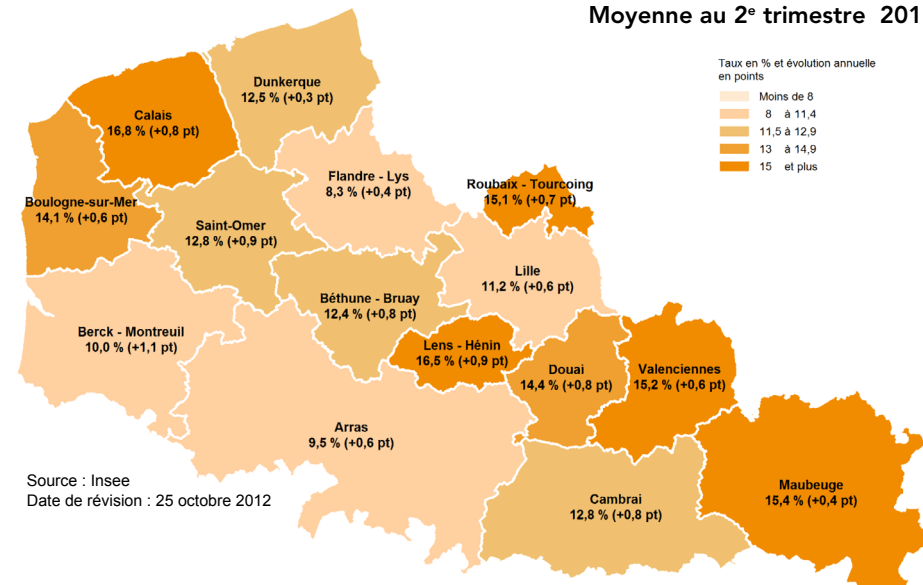 Moyenne au 2e trimestre 201
Taux en % et évolution annuelle
en points
Moins de 8
8 à 11,4
11,5 à 12,9
13 à 14,9
15 et plus
Dunkerque
12,5 % (+0,3 pt)
Calais
16,8 % (+0,8 pt)
Flandre - Lys
8,3 % (+0,4 pt)
Roubaix - Tourcoing
15,1 % (+0,7 pt)
Boulogne-sur-Mer
14,1 % (+0,6 pt)
Saint-Omer
12,8 % (+0,9 pt)
Lille
11,2 % (+0,6 pt)
Béthune - Bruay
12,4 % (+0,8 pt)
Berck - Montreuil
10,0 % (+1,1 pt)
Lens - Hénin
16,5 % (+0,9 pt)
Douai
14,4 % (+0,8 pt)
Valenciennes
15,2 % (+0,6 pt)
Arras
9,5 % (+0,6 pt)
Source : Insee
Date de révision : 25 octobre 2012
Cambrai
12,8 % (+0,8 pt)
Maubeuge
15,4 % (+0,4 pt)